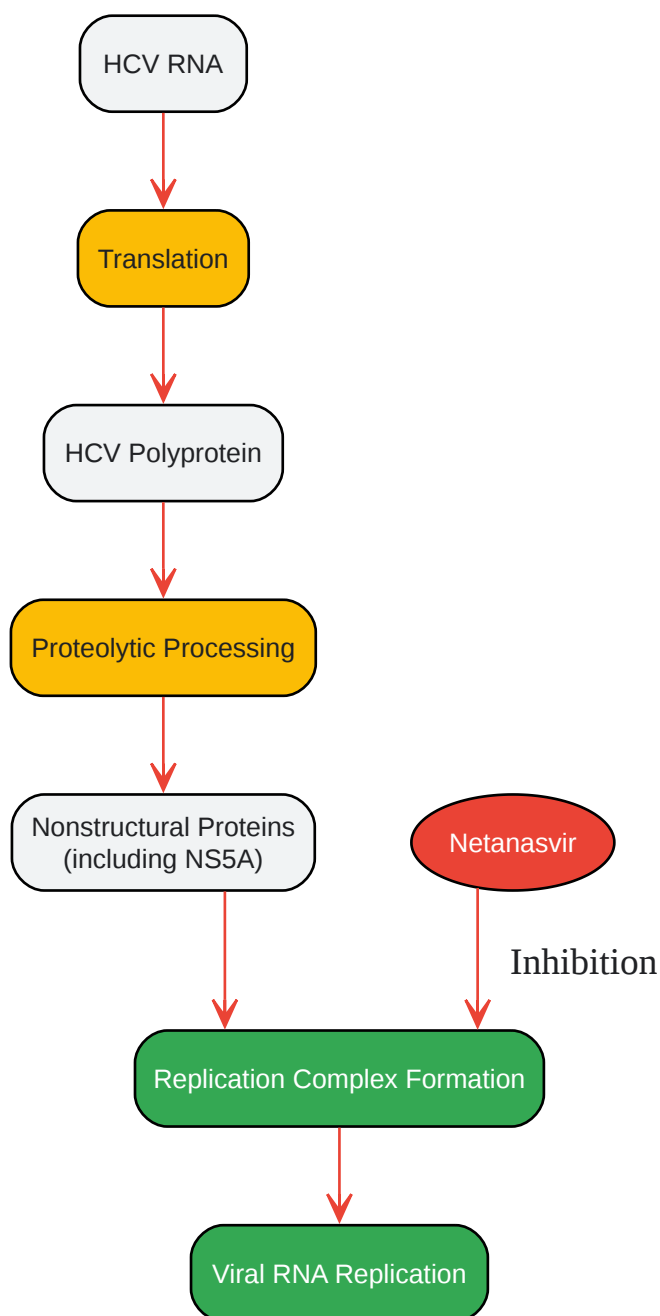 HCV RNA
Translation
HCV Polyprotein
Proteolytic Processing
Nonstructural Proteins
(including NS5A)
Netanasvir
Inhibition
Replication Complex Formation
Viral RNA Replication